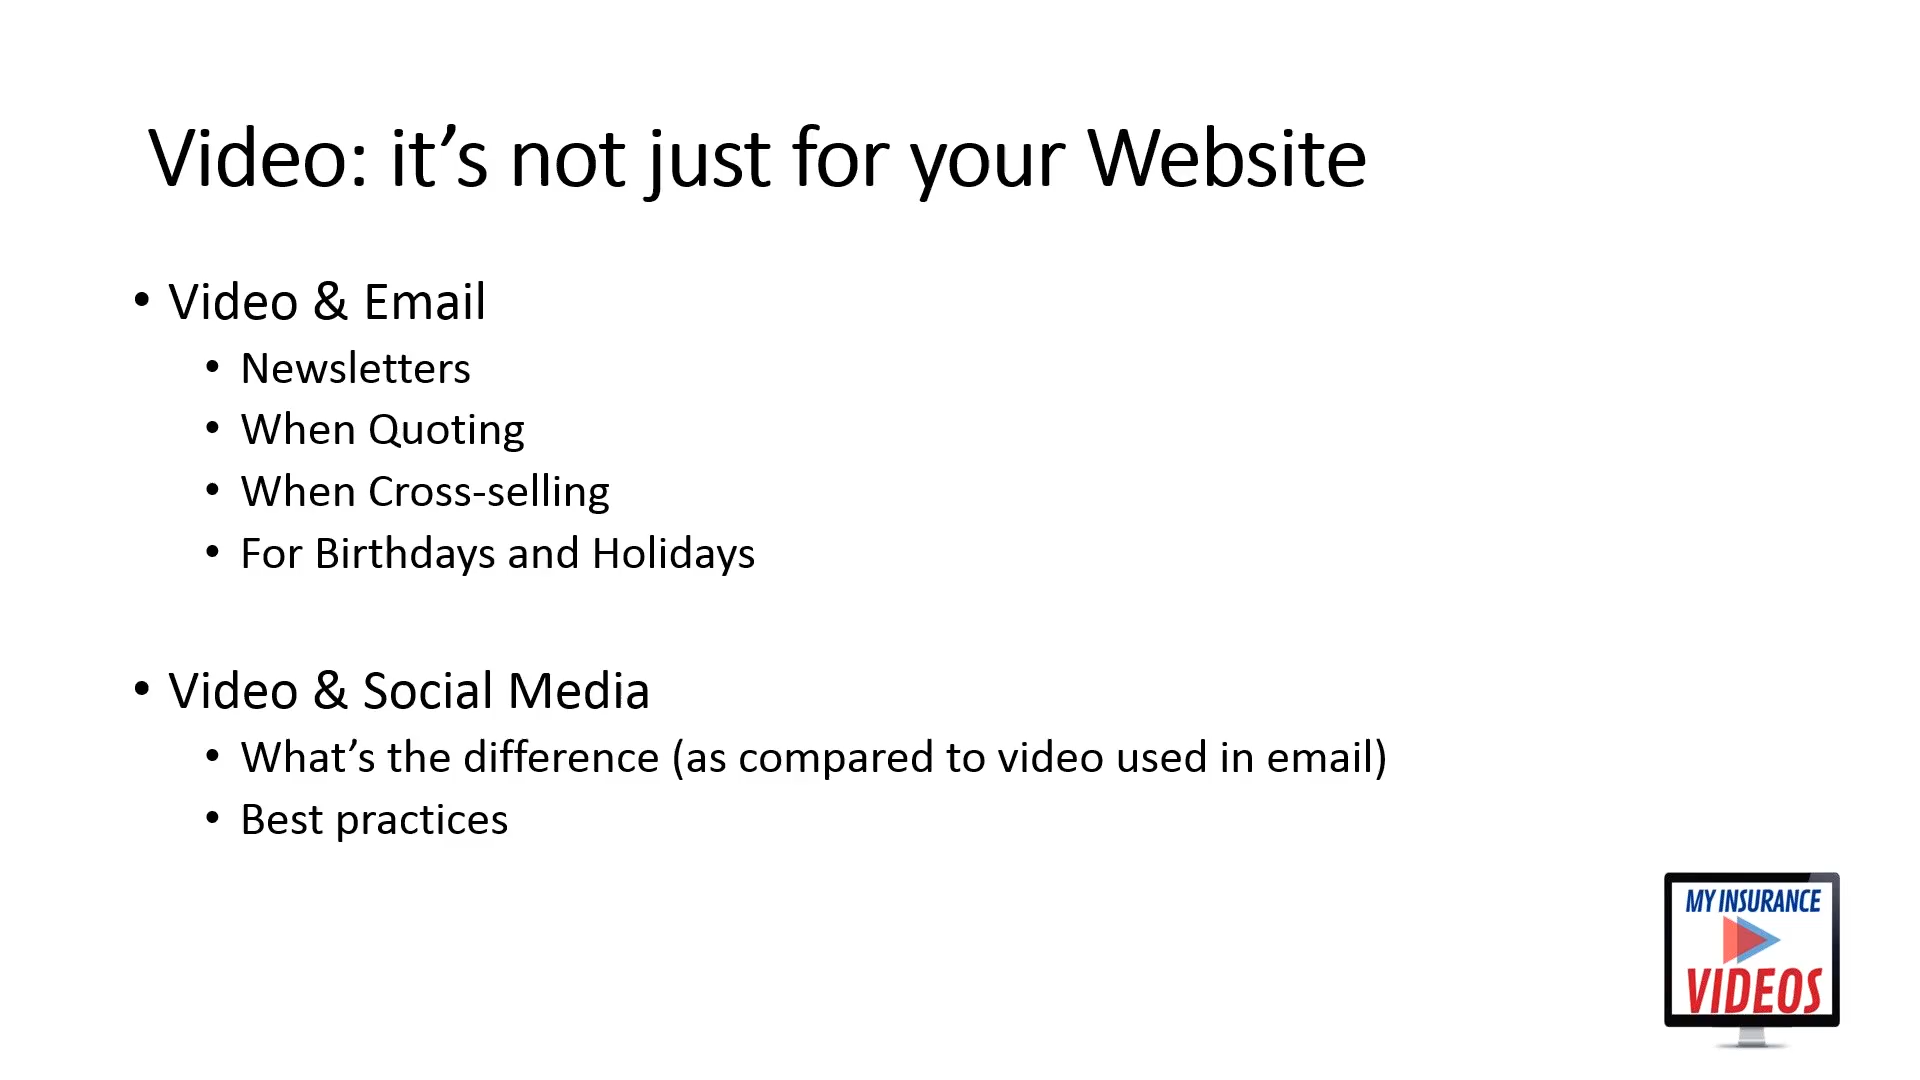 Video: it’s not just for your Website
• Video & Email
• Newsletters
• When Quoting
• When Cross-selling
• For Birthdays and Holidays
• Video & Social Media
• What’s the difference (as compared to video used in email)
• Best practices
MY INSURANCE
VIDEOS